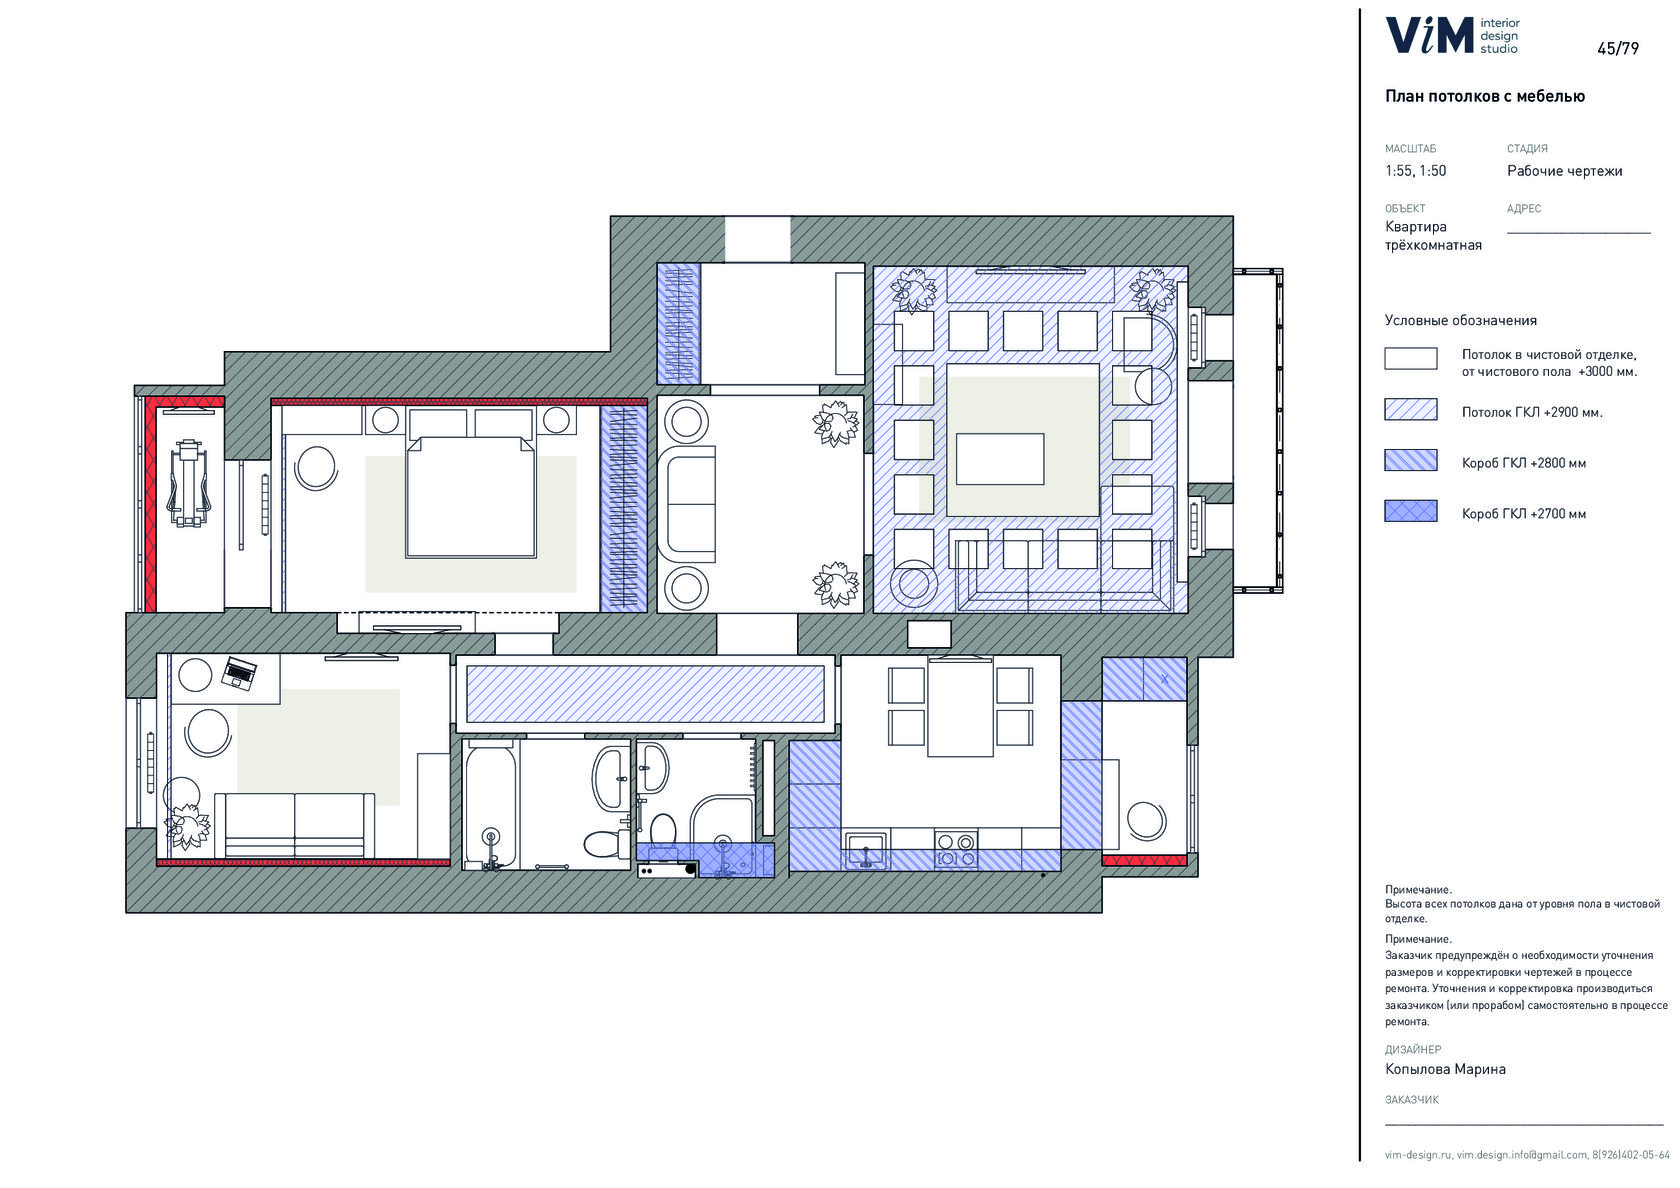 ViM interior
design
studio
45/79
План потолков с мебелью
МАСШТАБ СТАДИЯ
1:55, 1:50 Рабочие чертежи
ОБЪЕКТ АДРЕС
Квартира
трёхкомнатная
Условные обозначения
Потолок в чистовой отделке,
от чистового пола +3000 мм.
Потолок ГКЛ +2900 мм.
Короб ГКЛ +2800 мм
Короб ГКЛ +2700 мм
X
Примечание.
Высота всех потолков дана от уровня пола в чистовой
отделке.
Примечание.
Заказчик предупреждён о необходимости уточнения
размеров и корректировки чертежей в процессе
ремонта. Уточнения и корректировка производиться
заказчиком (или прорабом) самостоятельно в процессе
ремонта.
ДИЗАЙНЕР
Копылова Марина
ЗАКАЗЧИК
vim-design.ru, vim.design.info@gmail.com, 8(926)402-05-64